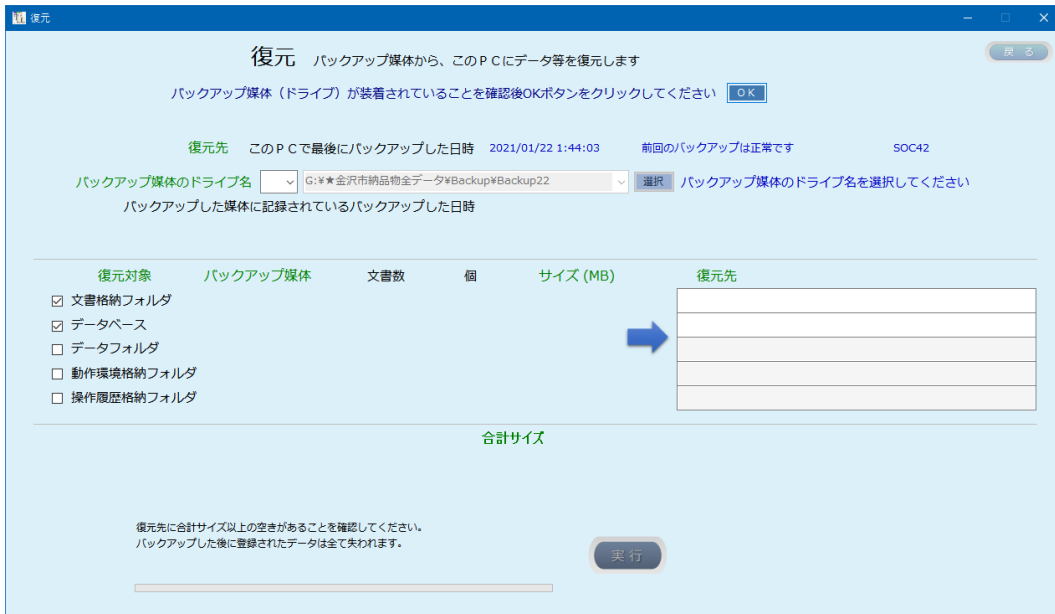 復元
戻 る
復元 バックアップ媒体から、このＰＣにデータ等を復元します
バックアップ媒体（ドライブ）が装着されていることを確認後OKボタンをクリックしてください OK
復元先 このＰＣで最後にバックアップした日時 2021/01/22 1:44:03 前回のバックアップは正常です SOC42
バックアップ媒体のドライブ名 G:¥★金沢市納品物全データ¥Backup¥Backup22 選択 バックアップ媒体のドライブ名を選択してください
バックアップした媒体に記録されているバックアップした日時
復元対象 バックアップ媒体 文書数 個 サイズ (MB) 復元先
文書格納フォルダ
データベース
データフォルダ
動作環境格納フォルダ
操作履歴格納フォルダ
合計サイズ
復元先に合計サイズ以上の空きがあることを確認してください。
バックアップした後に登録されたデータは全て失われます。
実 行